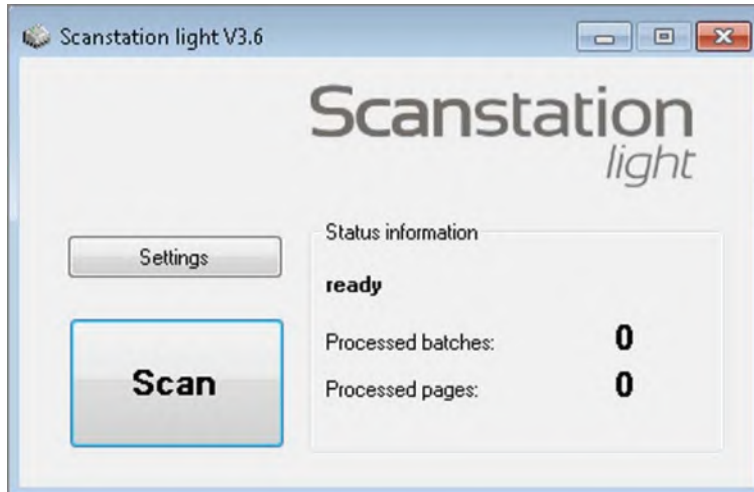 Scanstation light V3.6
Scanstation
light
Settings
Scan
Status information
ready
Processed batches: 0
Processed pages: 0